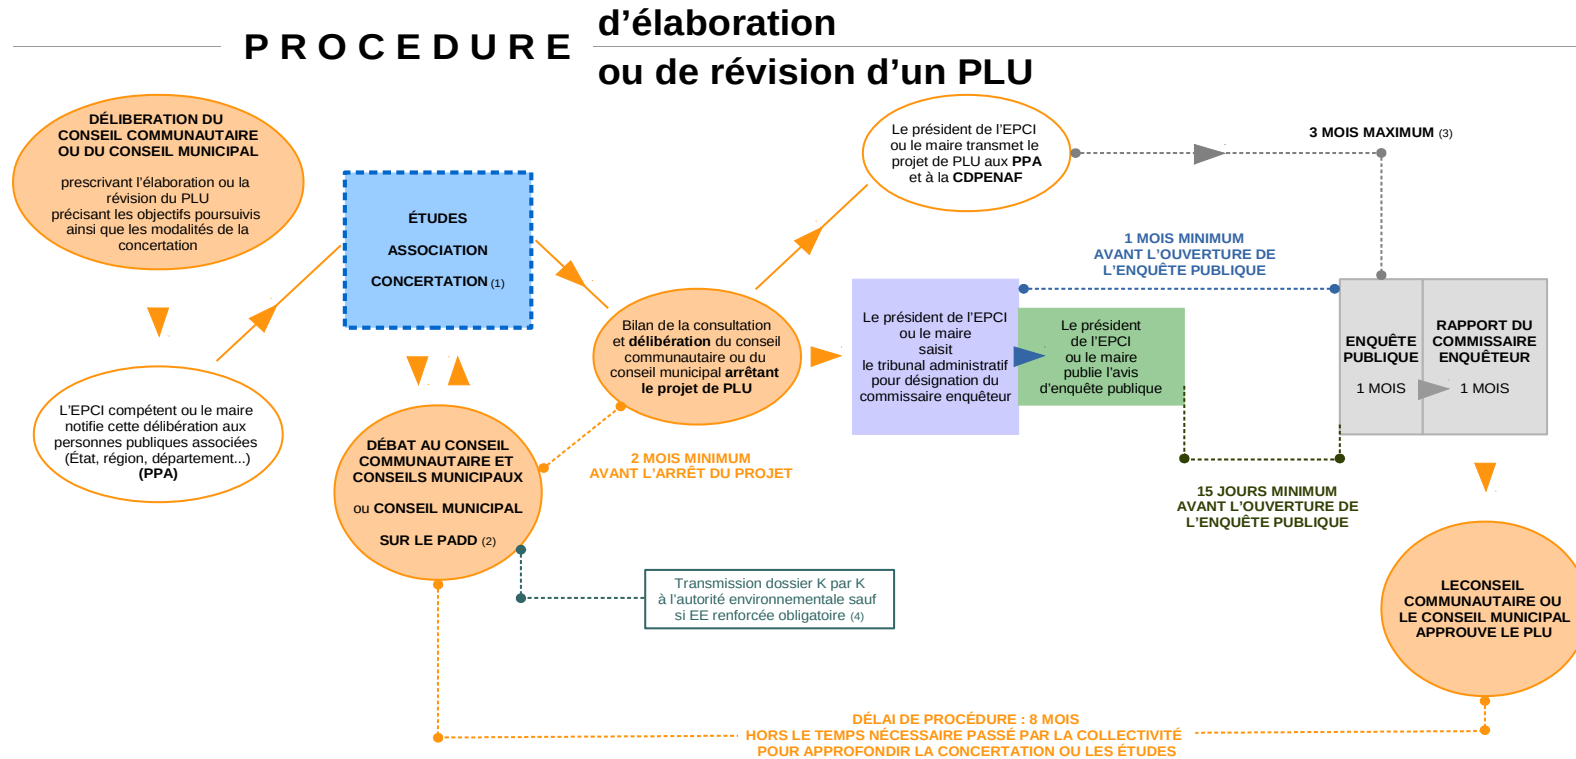 PROCEDURE
d’élaboration
ou de révision d’un PLU
DÉLIBERATION DU
CONSEIL COMMUNAUTAIRE
OU DU CONSEIL MUNICIPAL
prescrivant l’élaboration ou la
révision du PLU
précisant les objectifs poursuivis
ainsi que les modalités de la
concertation
L’EPCI compétent ou le maire
notifie cette délibération aux
personnes publiques associées
(État, région, département...)
(PPA)
ÉTUDES
ASSOCIATION
CONCERTATION (1)
DÉBAT AU CONSEIL
COMMUNAUTAIRE ET
CONSEILS MUNICIPAUX
ou CONSEIL MUNICIPAL
SUR LE PADD (2)
Bilan de la consultation
et délibération du conseil
communautaire ou du
conseil municipal arrêtant
le projet de PLU
2 MOIS MINIMUM
AVANT L’ARRÊT DU PROJET
Transmission dossier K par K
à l’autorité environnementale sauf
si EE renforcée obligatoire (4)
Le président de l’EPCI
ou le maire transmet le
projet de PLU aux PPA
et à la CDPENAF
3 MOIS MAXIMUM (3)
1 MOIS MINIMUM
AVANT L’OUVERTURE DE
L’ENQUÊTE PUBLIQUE
Le président de l’EPCI
ou le maire
saisit
le tribunal administratif
pour désignation du
commissaire enquêteur
Le président
de l’EPCI
ou le maire
publie l’avis
d’enquête publique
ENQUÊTE
PUBLIQUE
1 MOIS
RAPPORT DU
COMMISSAIRE
ENQUÊTEUR
1 MOIS
15 JOURS MINIMUM
AVANT L’OUVERTURE DE
L’ENQUÊTE PUBLIQUE
LECONSEIL
COMMUNAUTAIRE OU
LE CONSEIL MUNICIPAL
APPROUVE LE PLU
DÉLAI DE PROCÉDURE : 8 MOIS
HORS LE TEMPS NÉCESSAIRE PASSÉ PAR LA COLLECTIVITÉ
POUR APPROFONDIR LA CONCERTATION OU LES ÉTUDES